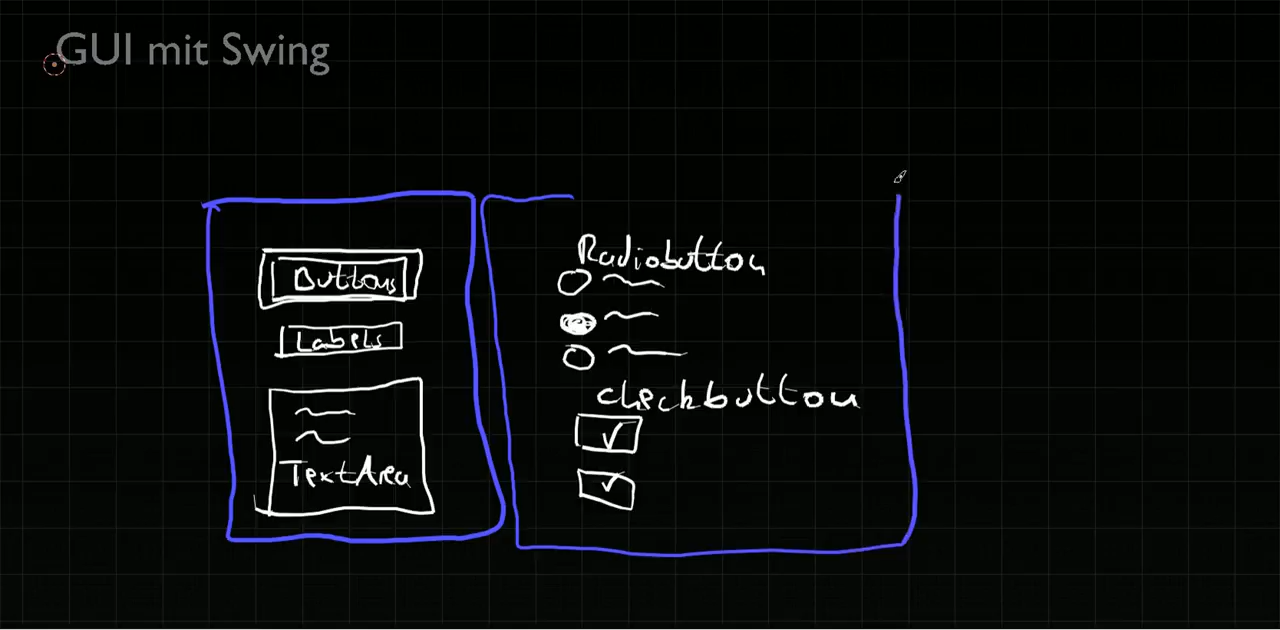 GUI mit Swing
Buttons
Labels
TextArea
Radiobutton
checkbutton